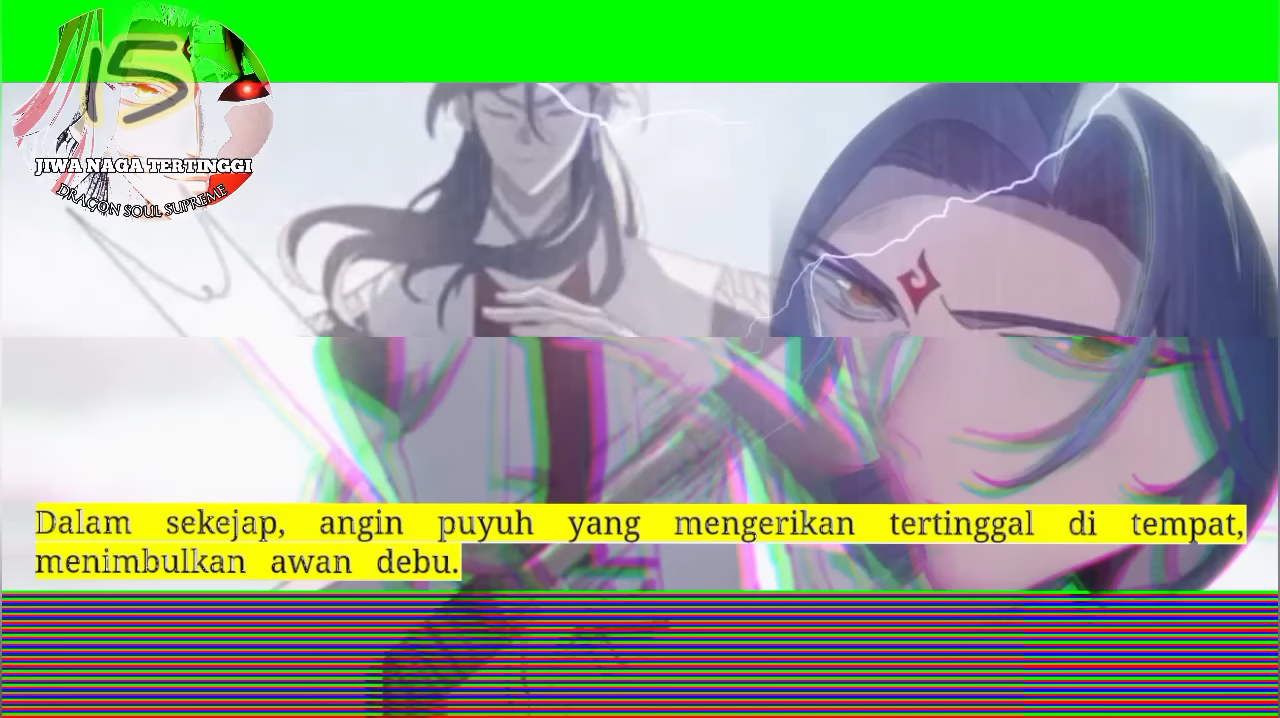 15
JIWA NAGA TERTINGGI
DRAGON SOUL SUPREME
Dalam sekejap, angin puyuh yang mengerikan tertinggal di tempat,
menimbulkan awan debu.